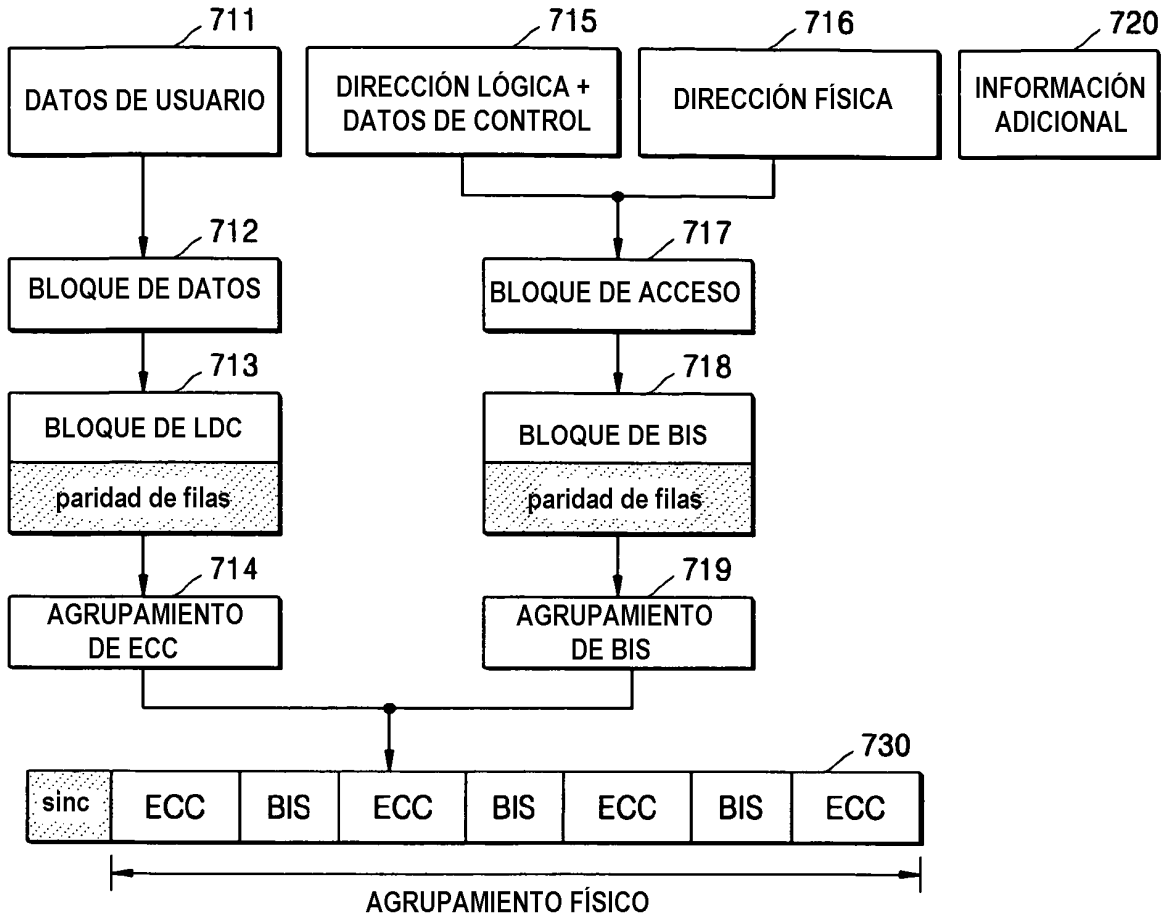 711
715
716
720
DATOS DE USUARIO
DIRECCIÓN LÓGICA +
DATOS DE CONTROL
DIRECCIÓN FÍSICA
INFORMACIÓN
ADICIONAL
712
717
BLOQUE DE DATOS
BLOQUE DE ACCESO
713
718
BLOQUE DE LDC
BLOQUE DE BIS
paridad de filas
paridad de filas
714
719
AGRUPAMIENTO
DE ECC
AGRUPAMIENTO
DE BIS
730
sinc ECC BIS ECC BIS ECC BIS ECC
AGRUPAMIENTO FÍSICO